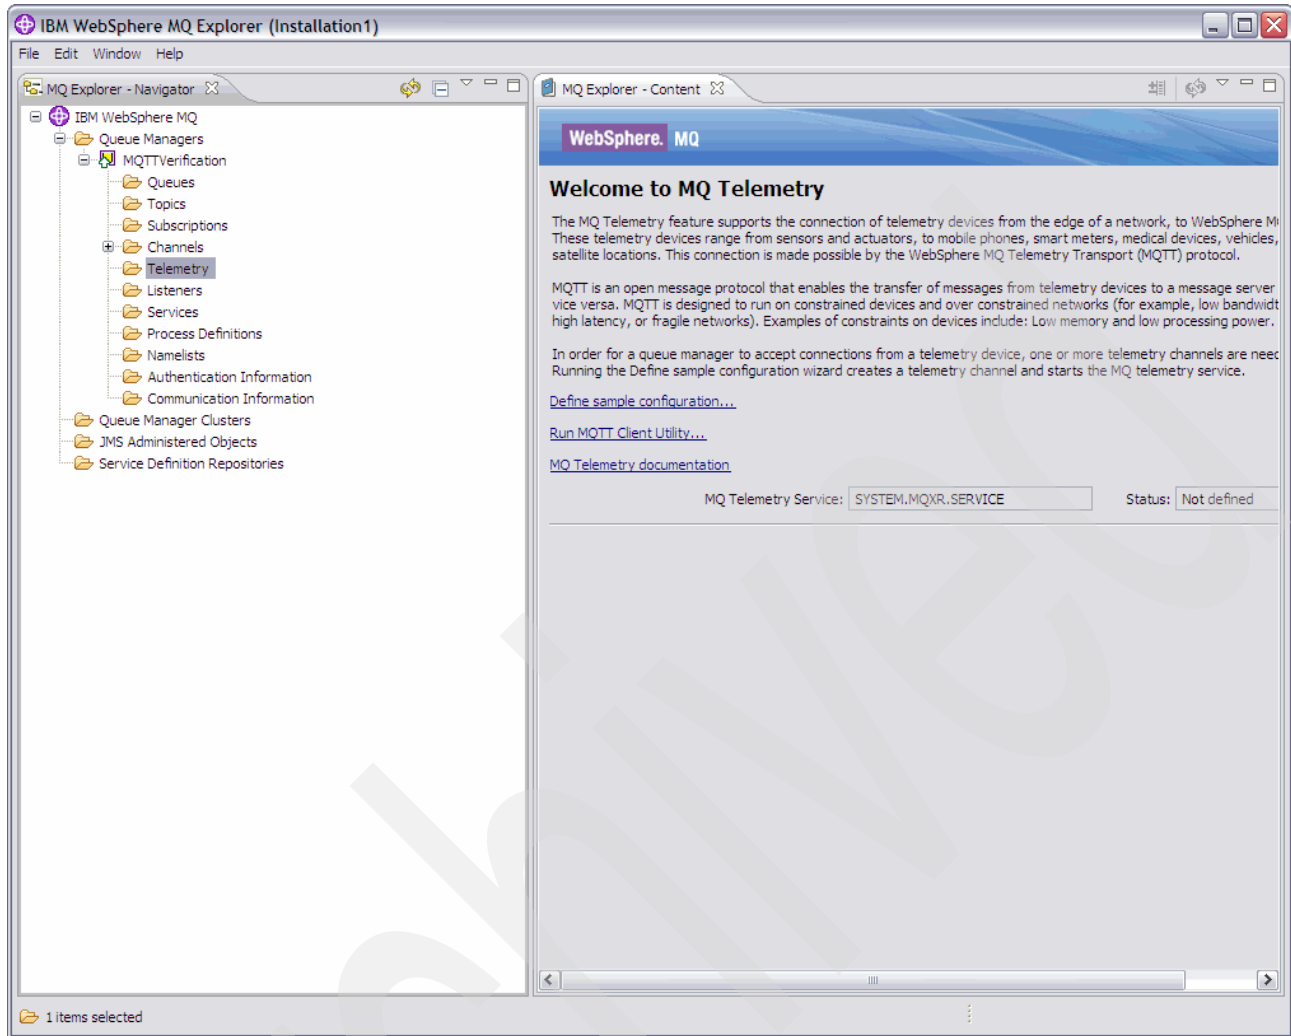 IBM WebSphere MQ Explorer (Installation1)
File Edit Window Help
MQ Explorer - Navigator
MQ Explorer - Content
IBM WebSphere MQ
Queue Managers
MQTTVerification
Queues
Topics
Subscriptions
Channels
Telemetry
Listeners
Services
Process Definitions
Namelists
Authentication Information
Communication Information
Queue Manager Clusters
JMS Administered Objects
Service Definition Repositories
WebSphere. MQ
Welcome to MQ Telemetry
The MQ Telemetry feature supports the connection of telemetry devices from the edge of a network, to WebSphere M
These telemetry devices range from sensors and actuators, to mobile phones, smart meters, medical devices, vehicles,
satellite locations. This connection is made possible by the WebSphere MQ Telemetry Transport (MQTT) protocol.
MQTT is an open message protocol that enables the transfer of messages from telemetry devices to a message server
vice versa. MQTT is designed to run on constrained devices and over constrained networks (for example, low bandwidt
high latency, or fragile networks). Examples of constraints on devices include: Low memory and low processing power.
In order for a queue manager to accept connections from a telemetry device, one or more telemetry channels are need
Running the Define sample configuration wizard creates a telemetry channel and starts the MQ telemetry service.
Define sample configuration...
Run MQTT Client Utility...
MQ Telemetry documentation
MQ Telemetry Service: SYSTEM.MQXR.SERVICE Status: Not defined
1 items selected